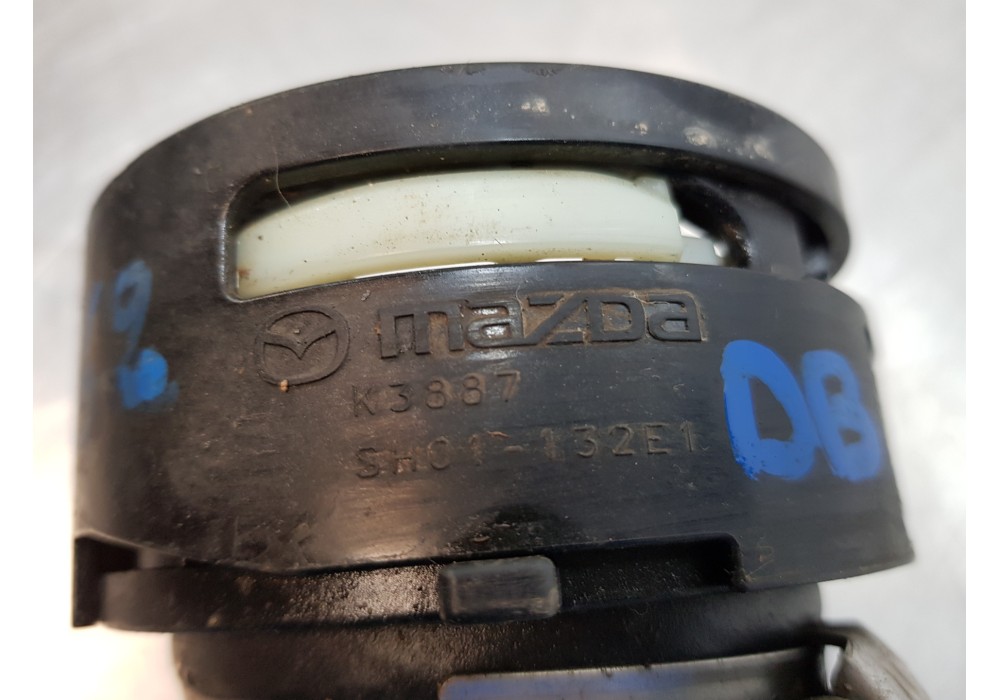 mazda
K3887
SH01-132E1
DB